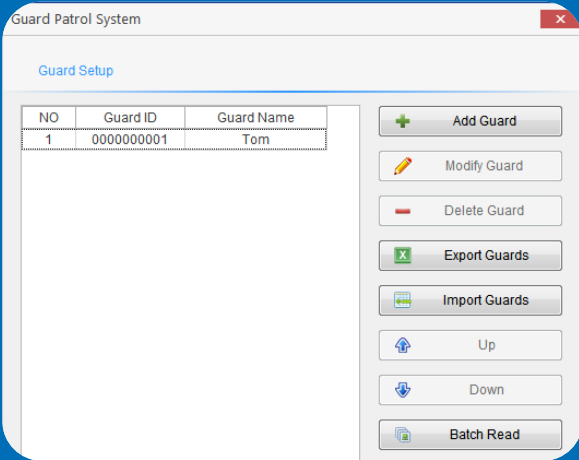 Guard Patrol System
Guard Setup
NO Guard ID Guard Name
1 0000000001 Tom
Add Guard
Modify Guard
Delete Guard
Export Guards
Import Guards
Up
Down
Batch Read